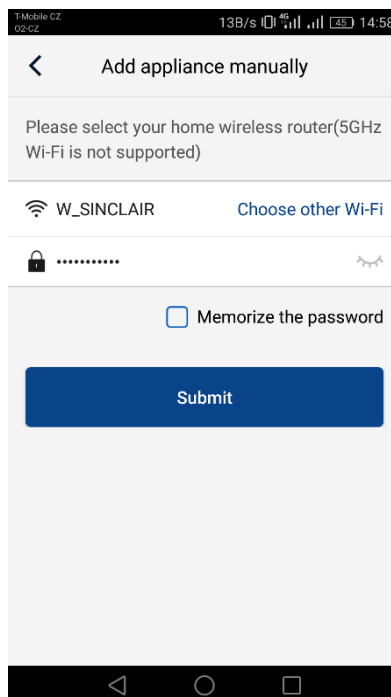 T-Mobile CZ
O2-CZ
13B/s 4G 45 14:58
Add appliance manually
Please select your home wireless router(5GHz
Wi-Fi is not supported)
W_SINCLAIR Choose other Wi-Fi
•••••••••••
Memorize the password
Submit